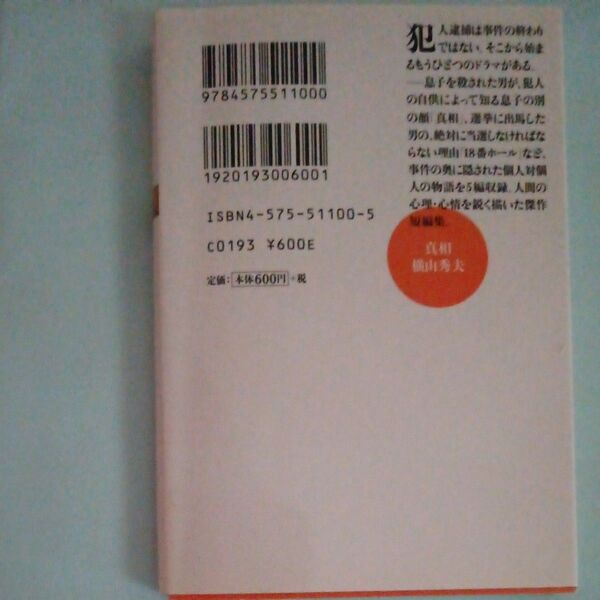 9784575511000
1920193006001
ISBN4-575-51100-5
C0193 ¥600E
定価：本体600円+税
犯人逮捕は事件の終わり
ではない。そこから始ま
るもうひとつのドラマがある。
――息子を殺された男が、犯人
の自供によって知る息子の別
の顔「真相」、選挙に出馬した
男の、絶対に当選しなければな
らない理由「18番ホール」など、
事件の奥に隠された個人対個
人の物語を5編収録。人間の
心理・心情を鋭く描いた傑作
短編集。
真相
横山秀夫